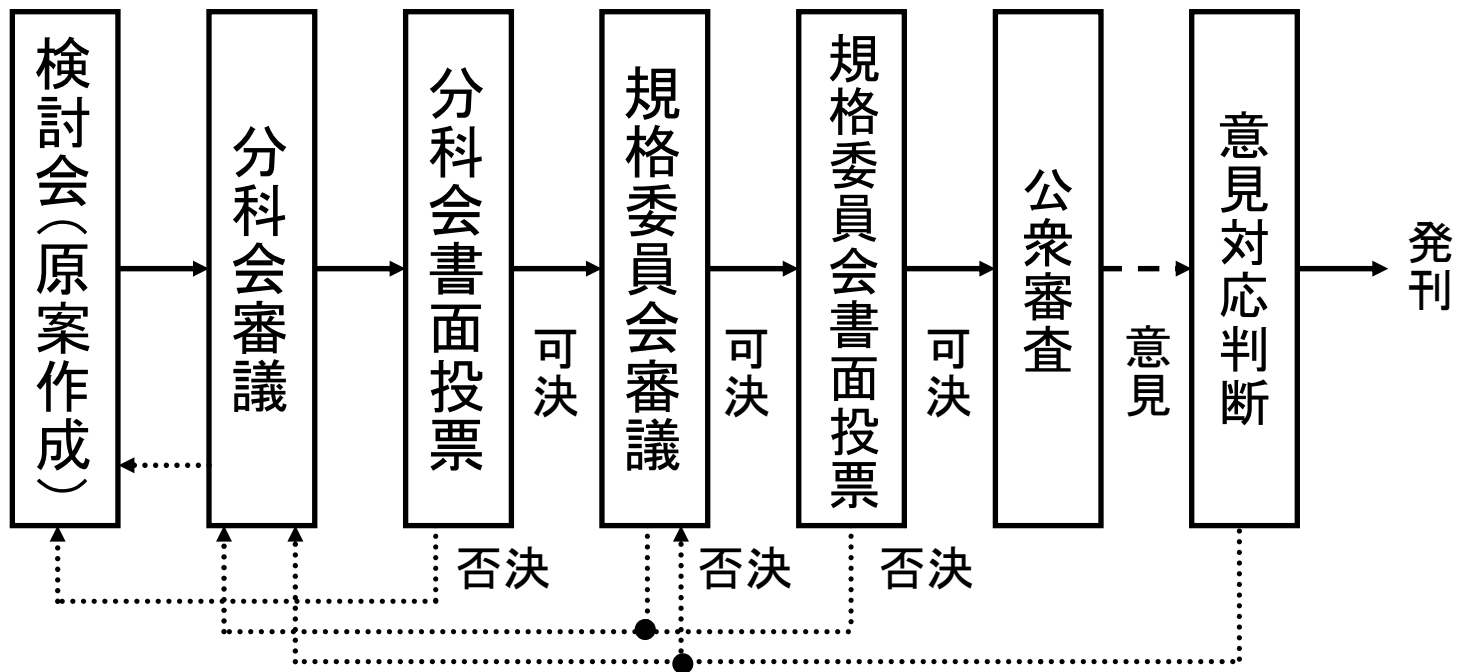 検討会(原案作成)
分科会審議
分科会書面投票
可決
規格委員会審議
可決
規格委員会書面投票
可決
公衆審査
意見
意見対応判断
発刊
否決
否決
否決